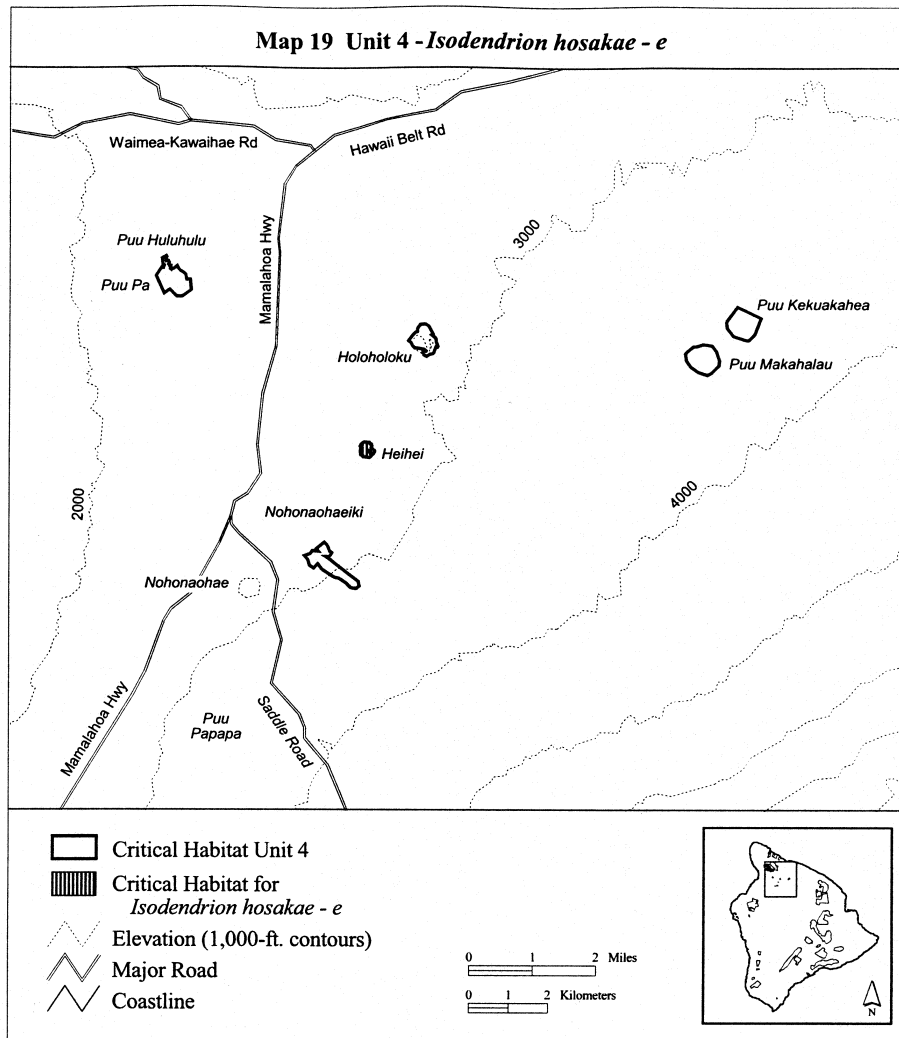 Map 19 Unit 4 - Isodendrion hosakae - e
Waimea-Kawaihae Rd
Hawaii Belt Rd
Mamalahoa Hwy
3000
Puu Huluhulu
Puu Pa
Puu Kekuakahea
Holoholoku
Puu Makahalau
Heihei
2000
4000
Nohonaohaeiki
Nohonaohae
Mamalahoa Hwy
Puu
Papapa
Saddle Road
Critical Habitat Unit 4
Critical Habitat for
Isodendrion hosakae - e
Elevation (1,000-ft. contours)
Major Road
Coastline
0 1 2 Miles
0 1 2 Kilometers
N